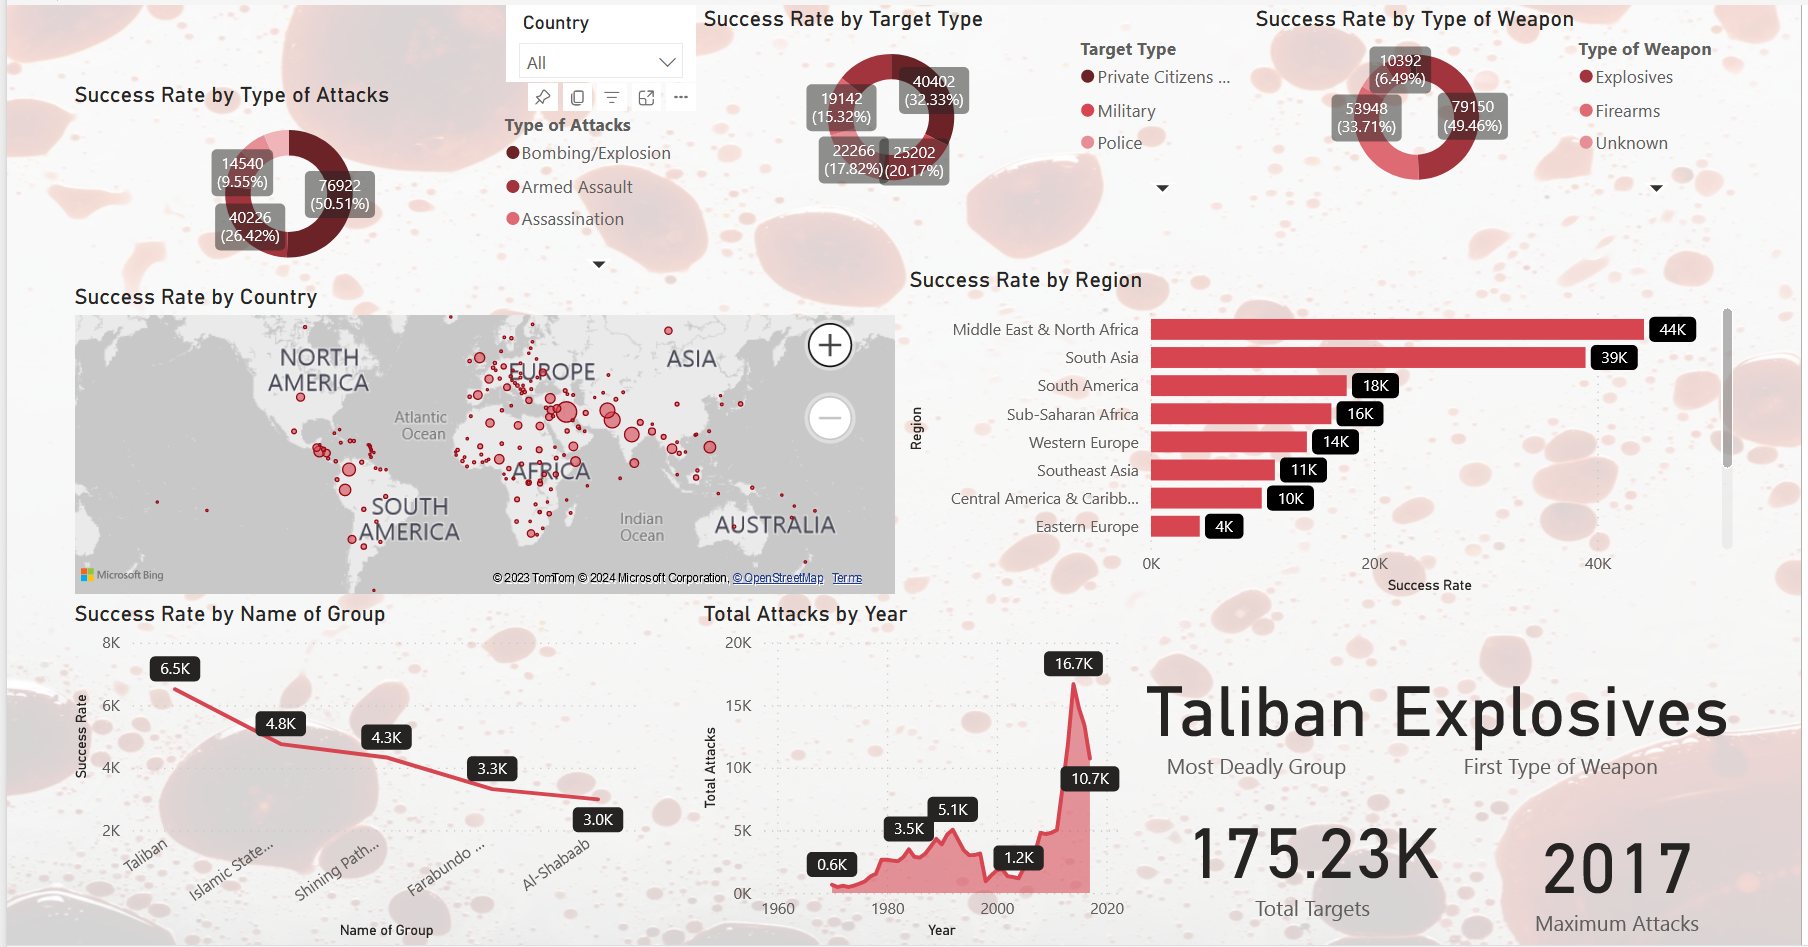 Country
All
Success Rate by Type of Attacks
14540
(9.55%)
76922
(50.51%)
40226
(26.42%)
Type of Attacks
Bombing/Explosion
Armed Assault
Assassination
Success Rate by Target Type
40402
(32.33%)
19142
(15.32%)
22266
(17.82%)
25202
(20.17%)
Target Type
Private Citizens ...
Military
Police
Success Rate by Type of Weapon
10392
(6.49%)
53948
(33.71%)
79150
(49.46%)
Type of Weapon
Explosives
Firearms
Unknown
Success Rate by Country
NORTH
AMERICA
EUROPE
ASIA
Atlantic
Ocean
AFRICA
SOUTH
AMERICA
Indian
Ocean
AUSTRALIA
Microsoft Bing
© 2023 TomTom © 2024 Microsoft Corporation, © OpenStreetMap Terms
Success Rate by Region
Region
Middle East & North Africa 44K
South Asia 39K
South America 18K
Sub-Saharan Africa 16K
Western Europe 14K
Southeast Asia 11K
Central America & Caribb... 10K
Eastern Europe 4K
0K 20K 40K
Success Rate
Success Rate by Name of Group
Success Rate
8K
6K
4K
2K
6.5K
4.8K
4.3K
3.3K
3.0K
Taliban
Islamic State...
Shining Path...
Farabundo ...
Al-Shabaab
Name of Group
Total Attacks by Year
Total Attacks
20K
15K
10K
5K
0K
0.6K
3.5K
5.1K
1.2K
16.7K
10.7K
1960 1980 2000 2020
Year
Taliban
Most Deadly Group
Explosives
First Type of Weapon
175.23K
Total Targets
2017
Maximum Attacks